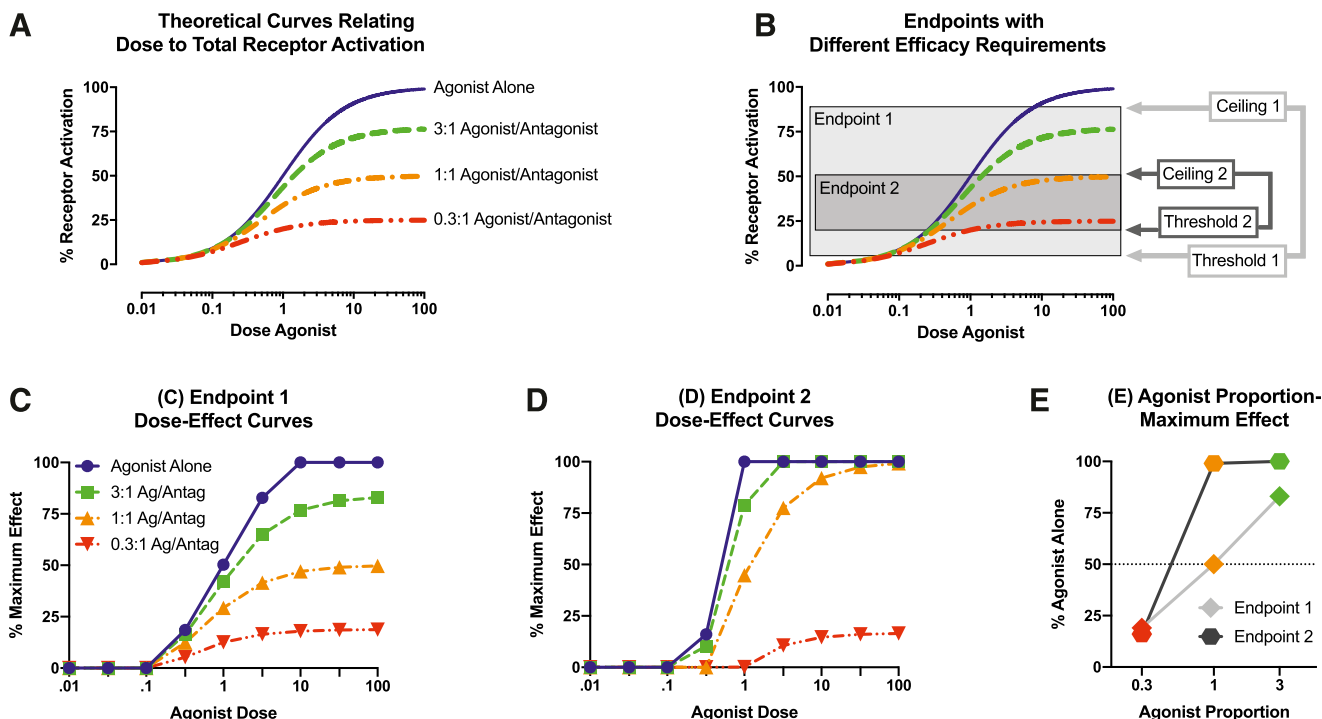 A
Theoretical Curves Relating
Dose to Total Receptor Activation
% Receptor Activation
100
75
50
25
0
Agonist Alone
3:1 Agonist/Antagonist
1:1 Agonist/Antagonist
0.3:1 Agonist/Antagonist
0.01
0.1
1
10
100
Dose Agonist
B
Endpoints with
Different Efficacy Requirements
% Receptor Activation
100
75
50
25
0
Endpoint 1
Endpoint 2
Ceiling 1
Ceiling 2
Threshold 2
Threshold 1
0.01
0.1
1
10
100
Dose Agonist
C
(C) Endpoint 1
Dose-Effect Curves
% Maximum Effect
100
75
50
25
0
Agonist Alone
3:1 Ag/Antag
1:1 Ag/Antag
0.3:1 Ag/Antag
.01
.1
1
10
100
Agonist Dose
D
(D) Endpoint 2
Dose-Effect Curves
% Maximum Effect
100
75
50
25
0
.01
.1
1
10
100
Agonist Dose
E
(E) Agonist Proportion-
Maximum Effect
% Agonist Alone
100
75
50
25
0
Endpoint 1
Endpoint 2
0.3
1
3
Agonist Proportion